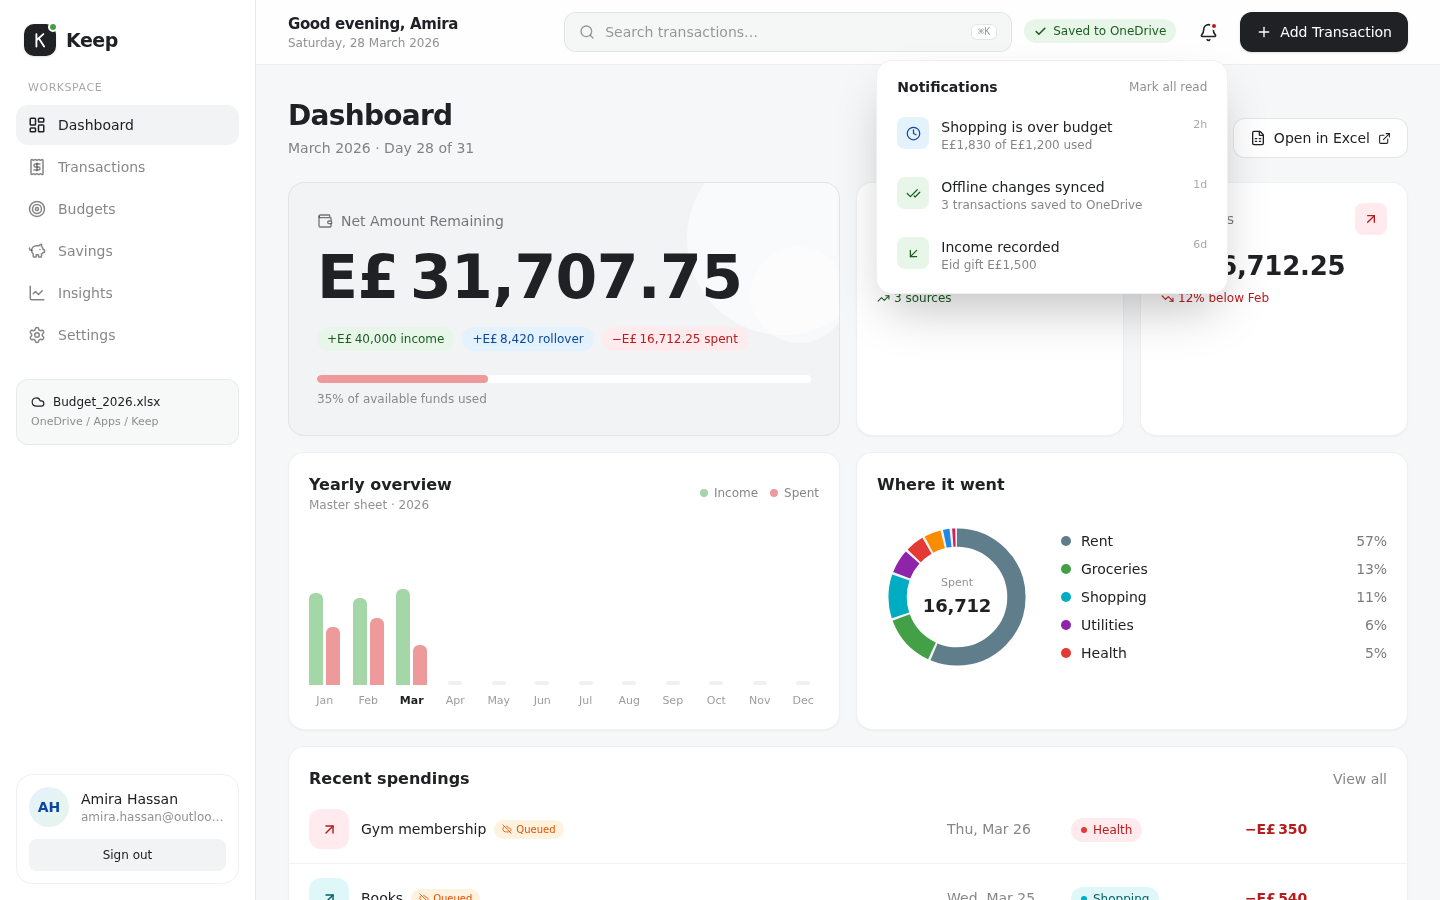 Keep
WORKSPACE
Dashboard
Transactions
Budgets
Savings
Insights
Settings
Budget_2026.xlsx
OneDrive / Apps / Keep
AH
Amira Hassan
amira.hassan@outloo...
Sign out
Good evening, Amira
Saturday, 28 March 2026
Search transactions...
⌘K
Saved to OneDrive
Add Transaction
Dashboard
March 2026 · Day 28 of 31
Open in Excel
Notifications
Mark all read
Shopping is over budget
2h
E£1,830 of E£1,200 used
Offline changes synced
1d
3 transactions saved to OneDrive
Income recorded
6d
Eid gift E£1,500
Net Amount Remaining
E£ 31,707.75
+E£ 40,000 income
+E£ 8,420 rollover
−E£ 16,712.25 spent
35% of available funds used
3 sources
6,712.25
12% below Feb
Yearly overview
Master sheet · 2026
Income
Spent
Jan
Feb
Mar
Apr
May
Jun
Jul
Aug
Sep
Oct
Nov
Dec
Where it went
Spent
16,712
Rent 57%
Groceries 13%
Shopping 11%
Utilities 6%
Health 5%
Recent spendings
View all
Gym membership
Queued
Thu, Mar 26
Health
−E£ 350
Books
Queued
Wed, Mar 25
Shopping
−E£ 540